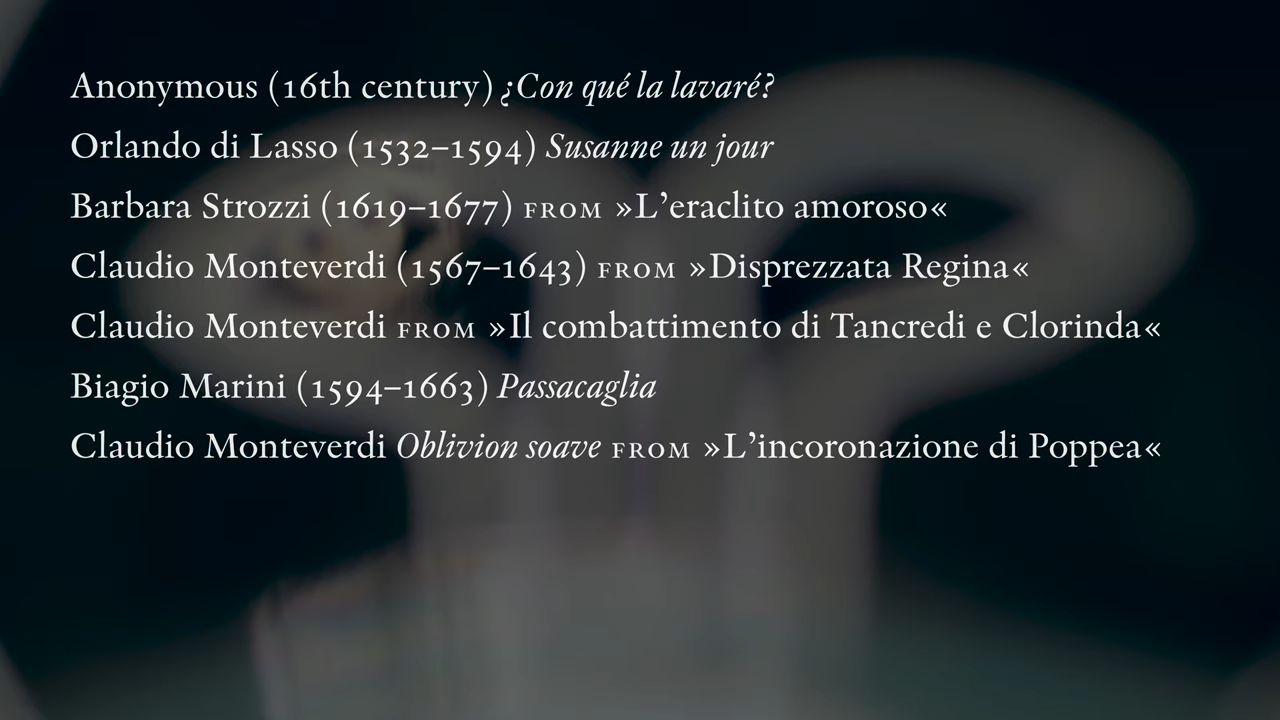 Anonymous (16th century) ¿Con qué la lavaré?
Orlando di Lasso (1532–1594) Susanne un jour
Barbara Strozzi (1619–1677) FROM »L’eraclito amoroso«
Claudio Monteverdi (1567–1643) FROM »Disprezzata Regina«
Claudio Monteverdi FROM »Il combattimento di Tancredi e Clorinda«
Biagio Marini (1594–1663) Passacaglia
Claudio Monteverdi Oblivion soave FROM »L’incoronazione di Poppea«